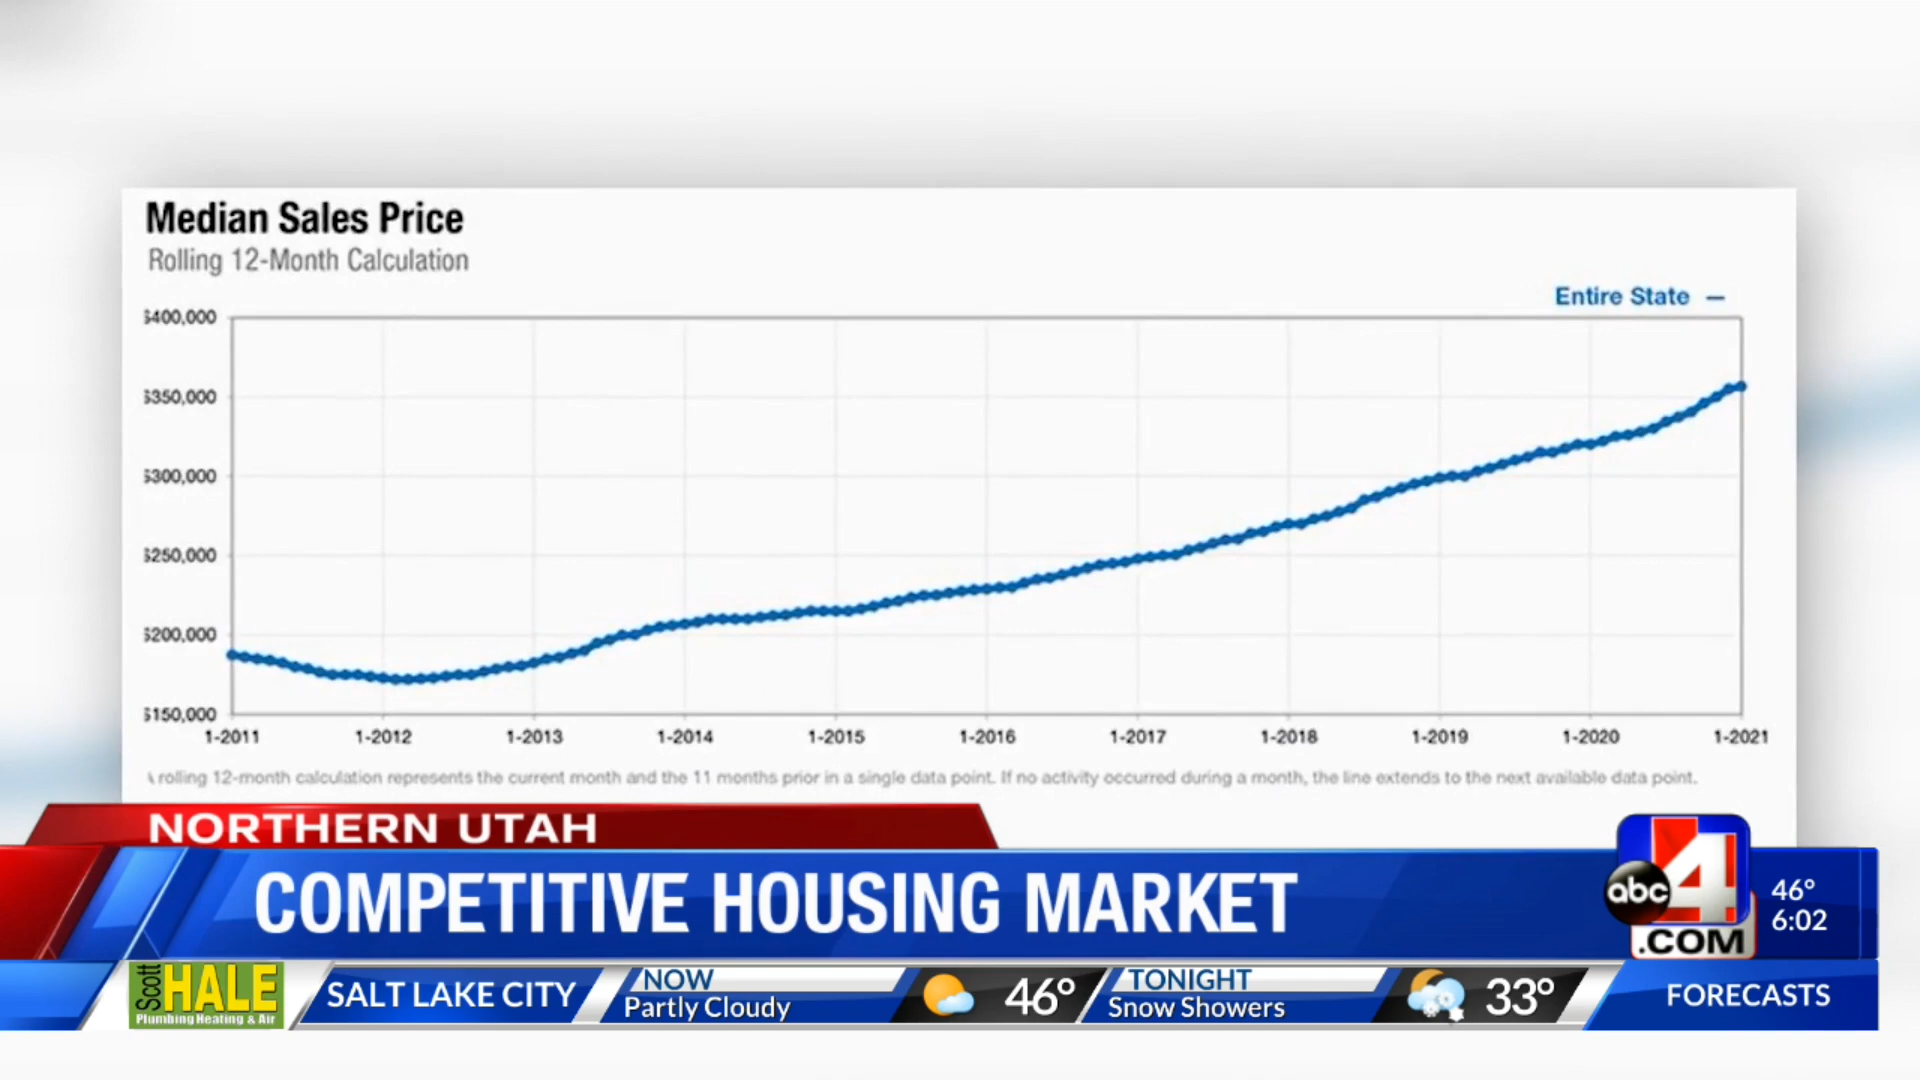 Median Sales Price
Rolling 12-Month Calculation
Entire State
$400,000
$350,000
$300,000
$250,000
$200,000
$150,000
1-2011 1-2012 1-2013 1-2014 1-2015 1-2016 1-2017 1-2018 1-2019 1-2020 1-2021
A rolling 12-month calculation represents the current month and the 11 months prior in a single data point. If no activity occurred during a month, the line extends to the next available data point.
NORTHERN UTAH
COMPETITIVE HOUSING MARKET
abc 4
.COM
46°
6:02
Scott HALE
Plumbing Heating & Air
SALT LAKE CITY
NOW
Partly Cloudy
46°
TONIGHT
Snow Showers
33°
FORECASTS